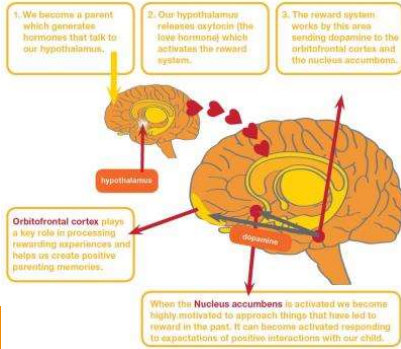 1. We become a parent
which generates
hormones that talk to
our hypothalamus.
2. Our hypothalamus
releases oxytocin (the
love hormone) which
activates the reward
system.
3. The reward system
works by this area
sending dopamine to the
orbitofrontal cortex and
the nucleus accumbens.
hypothalamus
Orbitofrontal cortex plays
a key role in processing
rewarding experiences and
helps us create positive
parenting memories.
dopamine
When the Nucleus accumbens is activated we become
highly motivated to approach things that have led to
reward in the past. It can become activated responding
to expectations of positive interactions with our child.